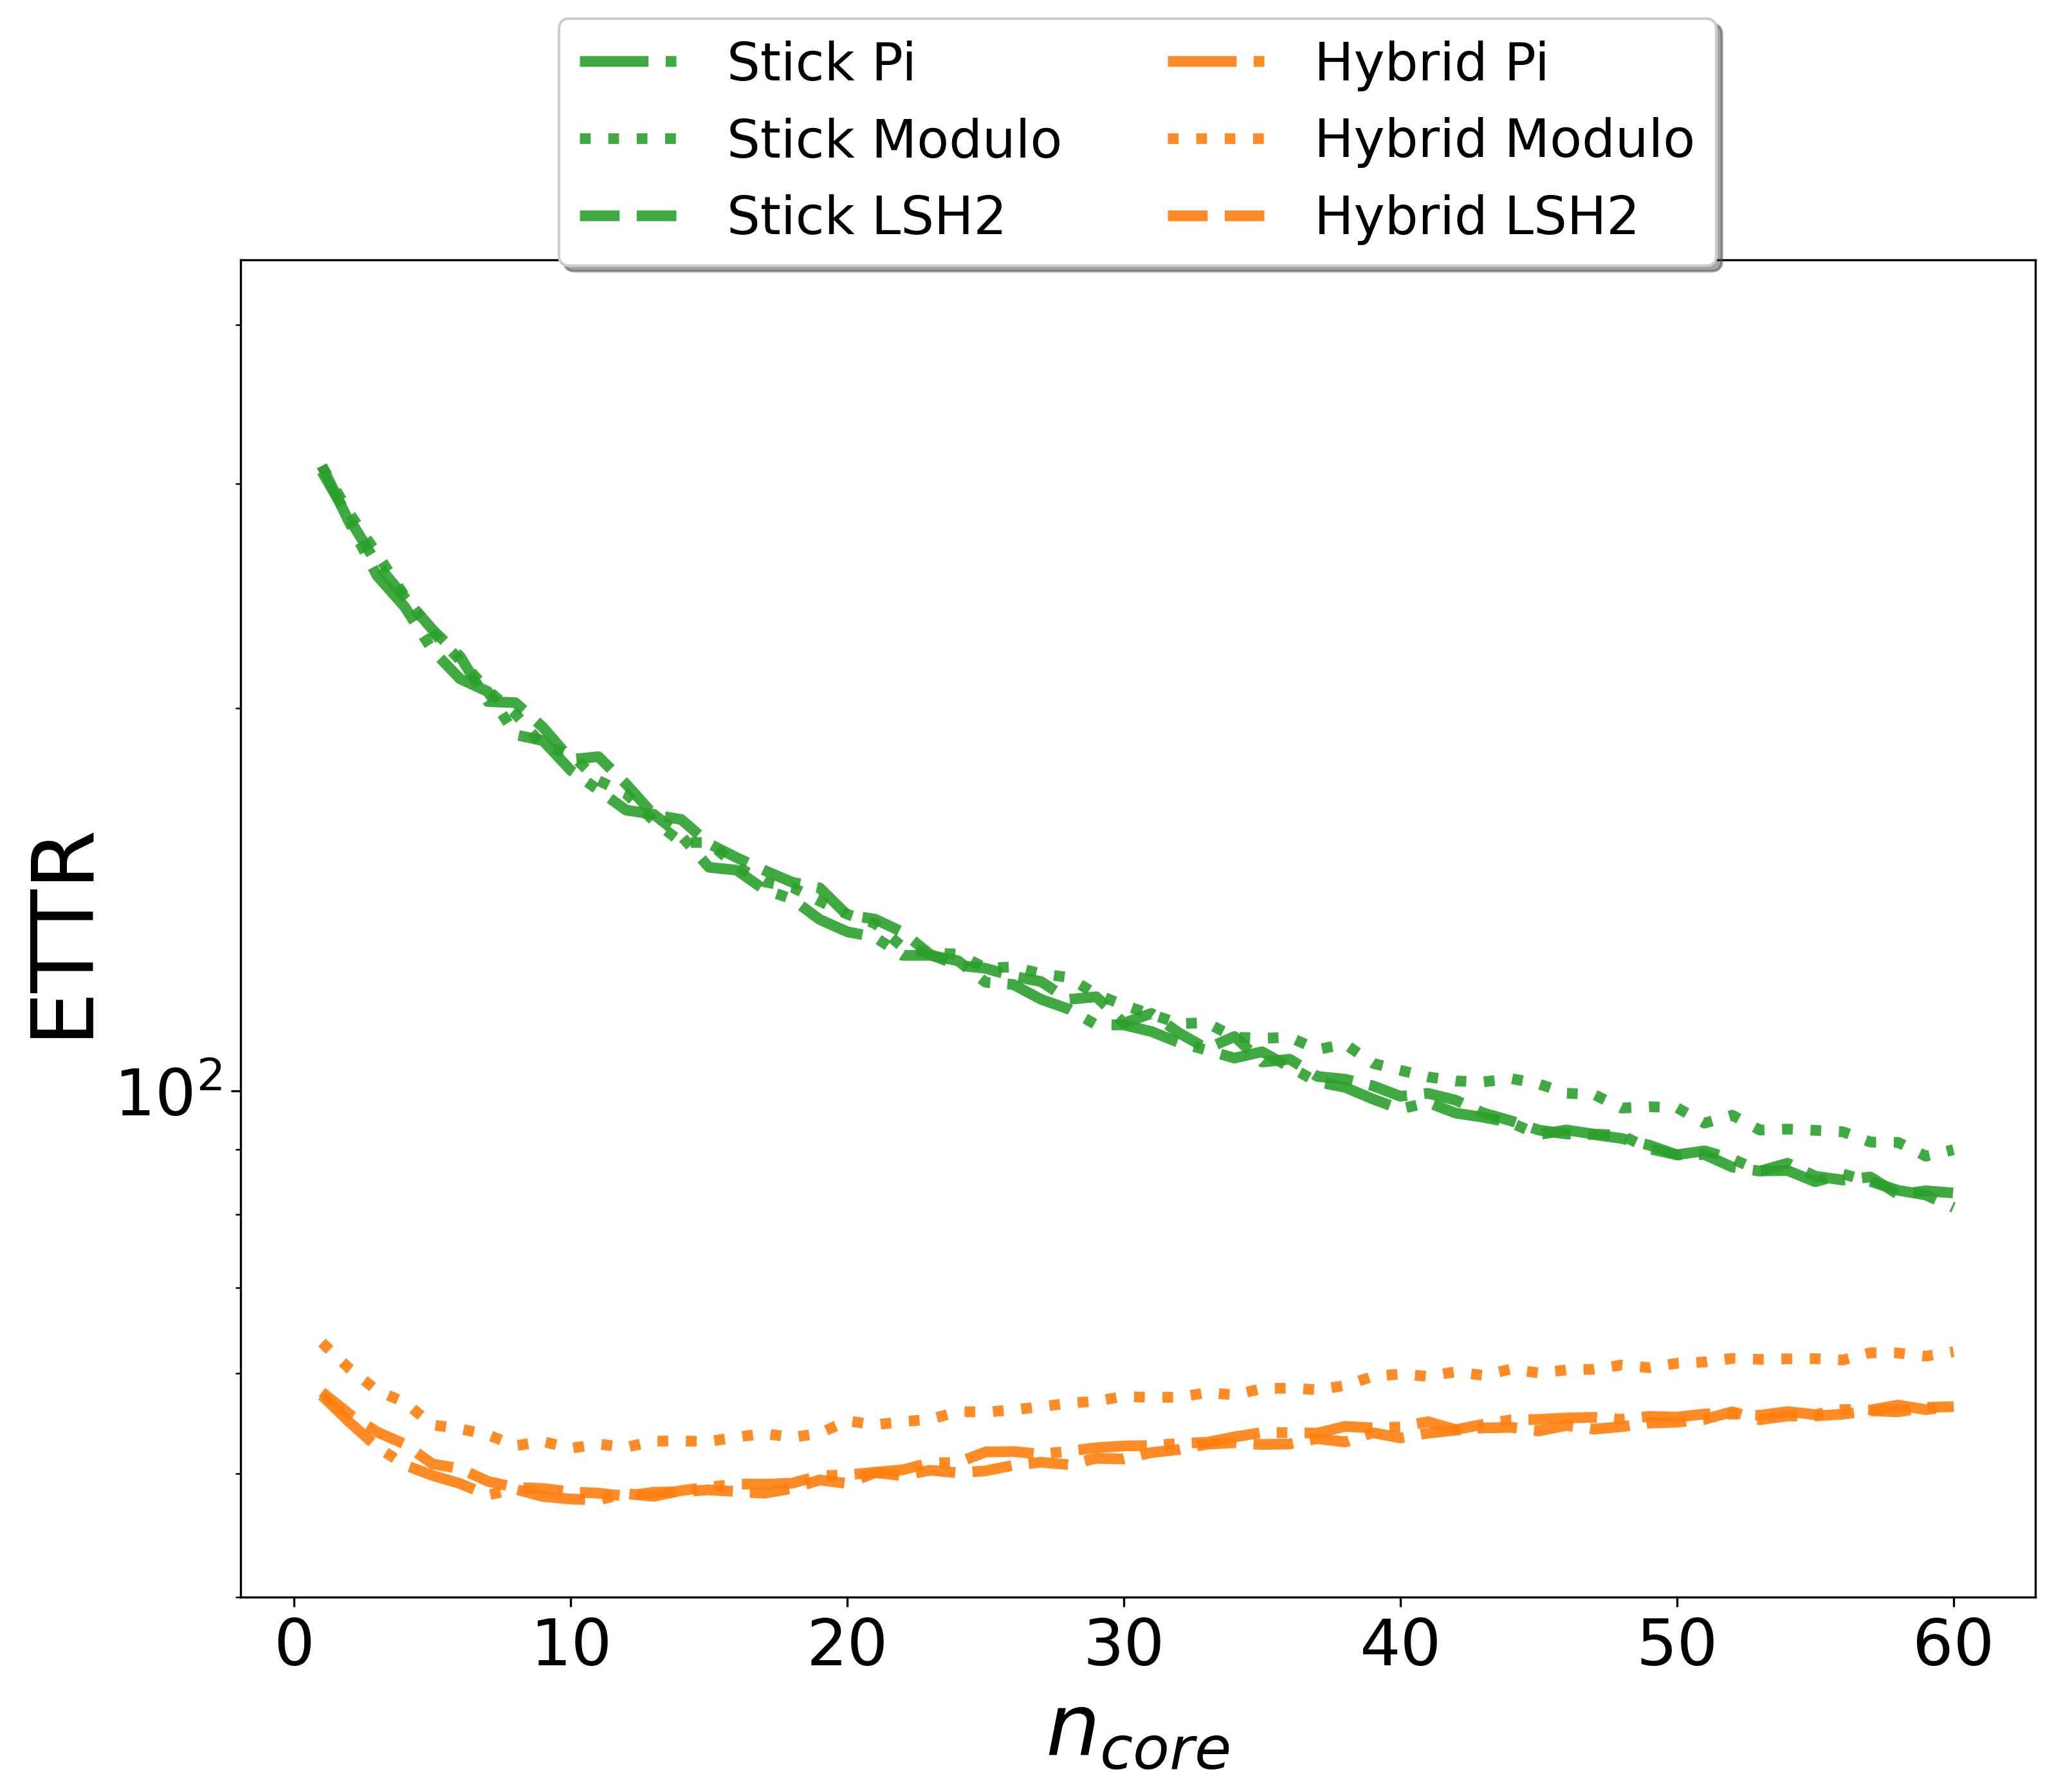 Stick Pi
Stick Modulo
Stick LSH2
Hybrid Pi
Hybrid Modulo
Hybrid LSH2
ETTR
10²
0 10 20 30 40 50 60
n_core